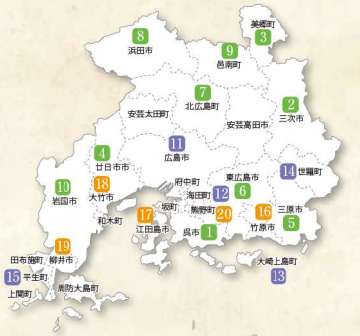 美郷町
3
8
浜田市
9
邑南町
7
北広島町
2
三次市
安芸太田町
安芸高田市
11
広島市
4
廿日市市
14
世羅町
10
岩国市
18
大竹市
府中町
東広島市
海田町
12
6
坂町
熊野町
20
16
竹原市
三原市
5
和木町
17
江田島市
呉市
1
19
柳井市
田布施町
大崎上島町
13
15
平生町
上関町
周防大島町